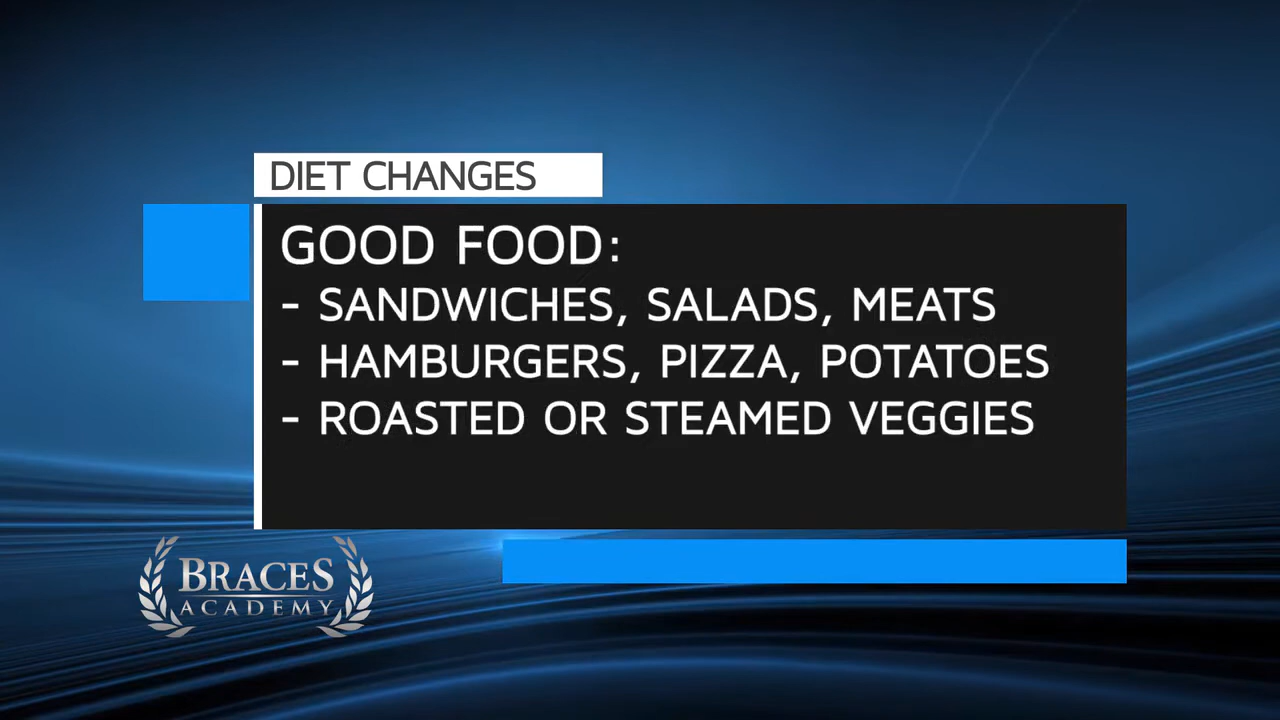 DIET CHANGES
GOOD FOOD:
- SANDWICHES, SALADS, MEATS
- HAMBURGERS, PIZZA, POTATOES
- ROASTED OR STEAMED VEGGIES
BRACES
ACADEMY